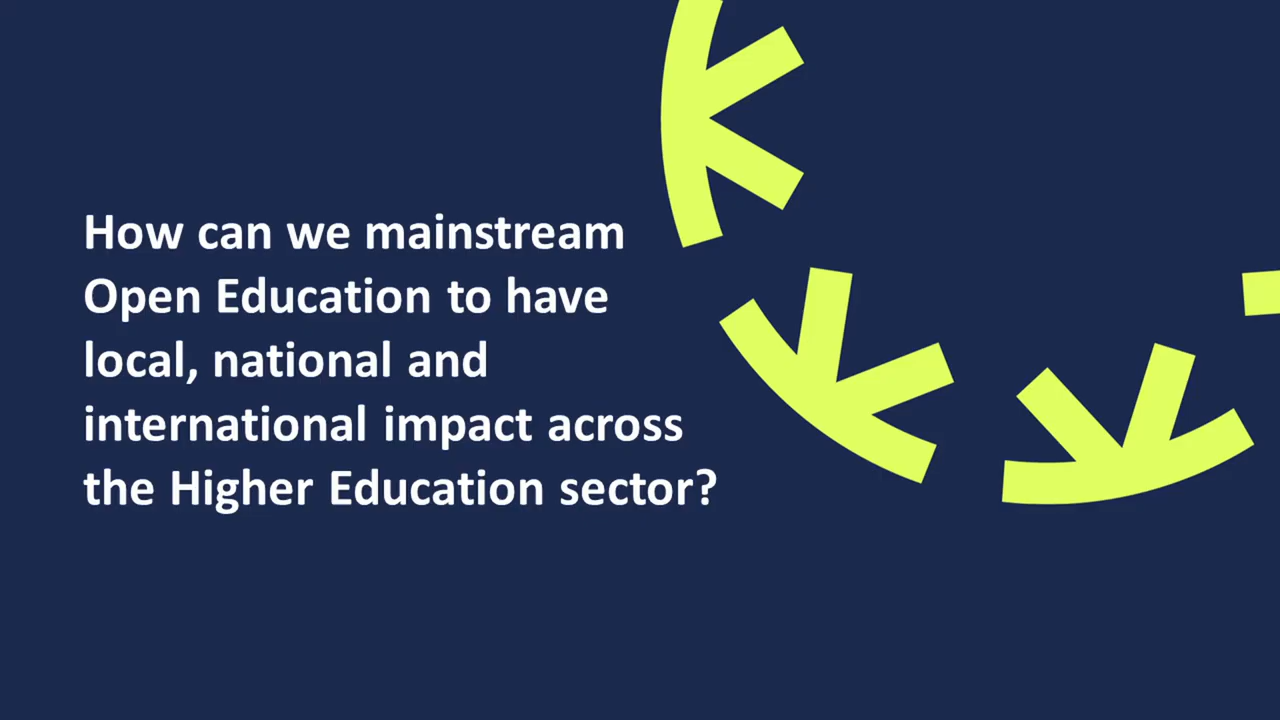 How can we mainstream
Open Education to have
local, national and
international impact across
the Higher Education sector?